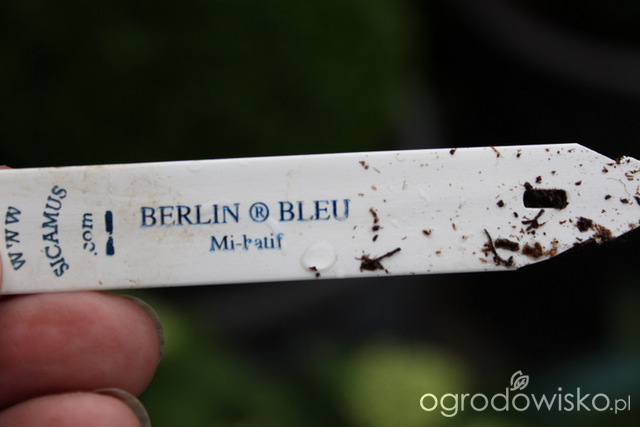 www
SICAMUS
.com
BERLIN ® BLEU
Mi-hatif
ogrodowisko.pl